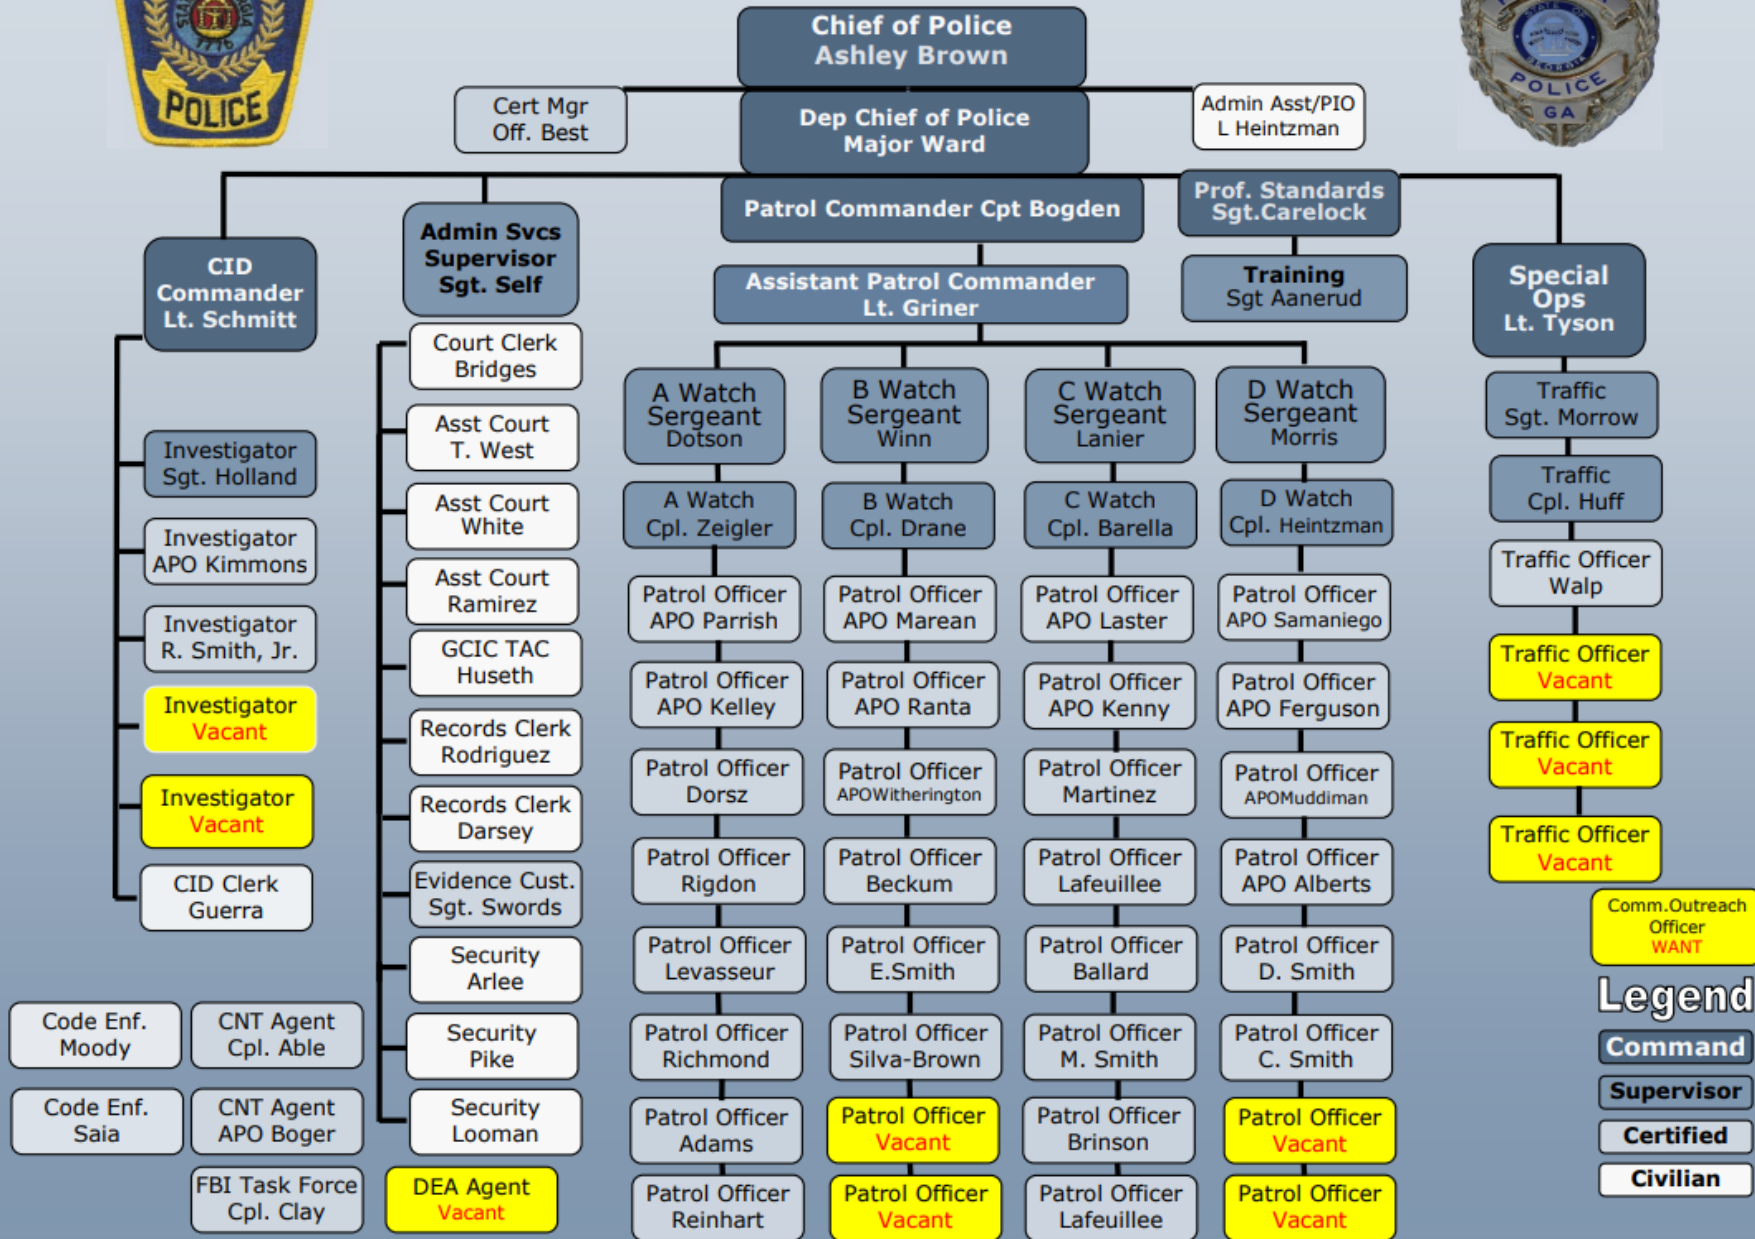 STATE OF GEORGIA
1776
POLICE
Chief of Police
Ashley Brown
STATE OF
GEORGIA
POLICE
GA
Cert Mgr
Off. Best
Dep Chief of Police
Major Ward
Admin Asst/PIO
L Heintzman
Patrol Commander Cpt Bogden
Prof. Standards
Sgt.Carelock
Training
Sgt Aanerud
Assistant Patrol Commander
Lt. Griner
CID
Commander
Lt. Schmitt
Investigator
Sgt. Holland
Investigator
APO Kimmons
Investigator
R. Smith, Jr.
Investigator
Vacant
Investigator
Vacant
CID Clerk
Guerra
Code Enf.
Moody
CNT Agent
Cpl. Able
Code Enf.
Saia
CNT Agent
APO Boger
FBI Task Force
Cpl. Clay
DEA Agent
Vacant
Admin Svcs
Supervisor
Sgt. Self
Court Clerk
Bridges
Asst Court
T. West
Asst Court
White
Asst Court
Ramirez
GCIC TAC
Huseth
Records Clerk
Rodriguez
Records Clerk
Darsey
Evidence Cust.
Sgt. Swords
Security
Arlee
Security
Pike
Security
Looman
A Watch
Sergeant
Dotson
A Watch
Cpl. Zeigler
Patrol Officer
APO Parrish
Patrol Officer
APO Kelley
Patrol Officer
Dorsz
Patrol Officer
Rigdon
Patrol Officer
Levasseur
Patrol Officer
Richmond
Patrol Officer
Adams
Patrol Officer
Reinhart
B Watch
Sergeant
Winn
B Watch
Cpl. Drane
Patrol Officer
APO Marean
Patrol Officer
APO Ranta
Patrol Officer
APOWitherington
Patrol Officer
Beckum
Patrol Officer
E.Smith
Patrol Officer
Silva-Brown
Patrol Officer
Vacant
Patrol Officer
Vacant
C Watch
Sergeant
Lanier
C Watch
Cpl. Barella
Patrol Officer
APO Laster
Patrol Officer
APO Kenny
Patrol Officer
Martinez
Patrol Officer
Lafeuillee
Patrol Officer
Ballard
Patrol Officer
M. Smith
Patrol Officer
Brinson
Patrol Officer
Lafeuillee
D Watch
Sergeant
Morris
D Watch
Cpl. Heintzman
Patrol Officer
APO Samaniego
Patrol Officer
APO Ferguson
Patrol Officer
APOMuddiman
Patrol Officer
APO Alberts
Patrol Officer
D. Smith
Patrol Officer
C. Smith
Patrol Officer
Vacant
Patrol Officer
Vacant
Special
Ops
Lt. Tyson
Traffic
Sgt. Morrow
Traffic
Cpl. Huff
Traffic Officer
Walp
Traffic Officer
Vacant
Traffic Officer
Vacant
Traffic Officer
Vacant
Comm.Outreach
Officer
WANT
Legend
Command
Supervisor
Certified
Civilian